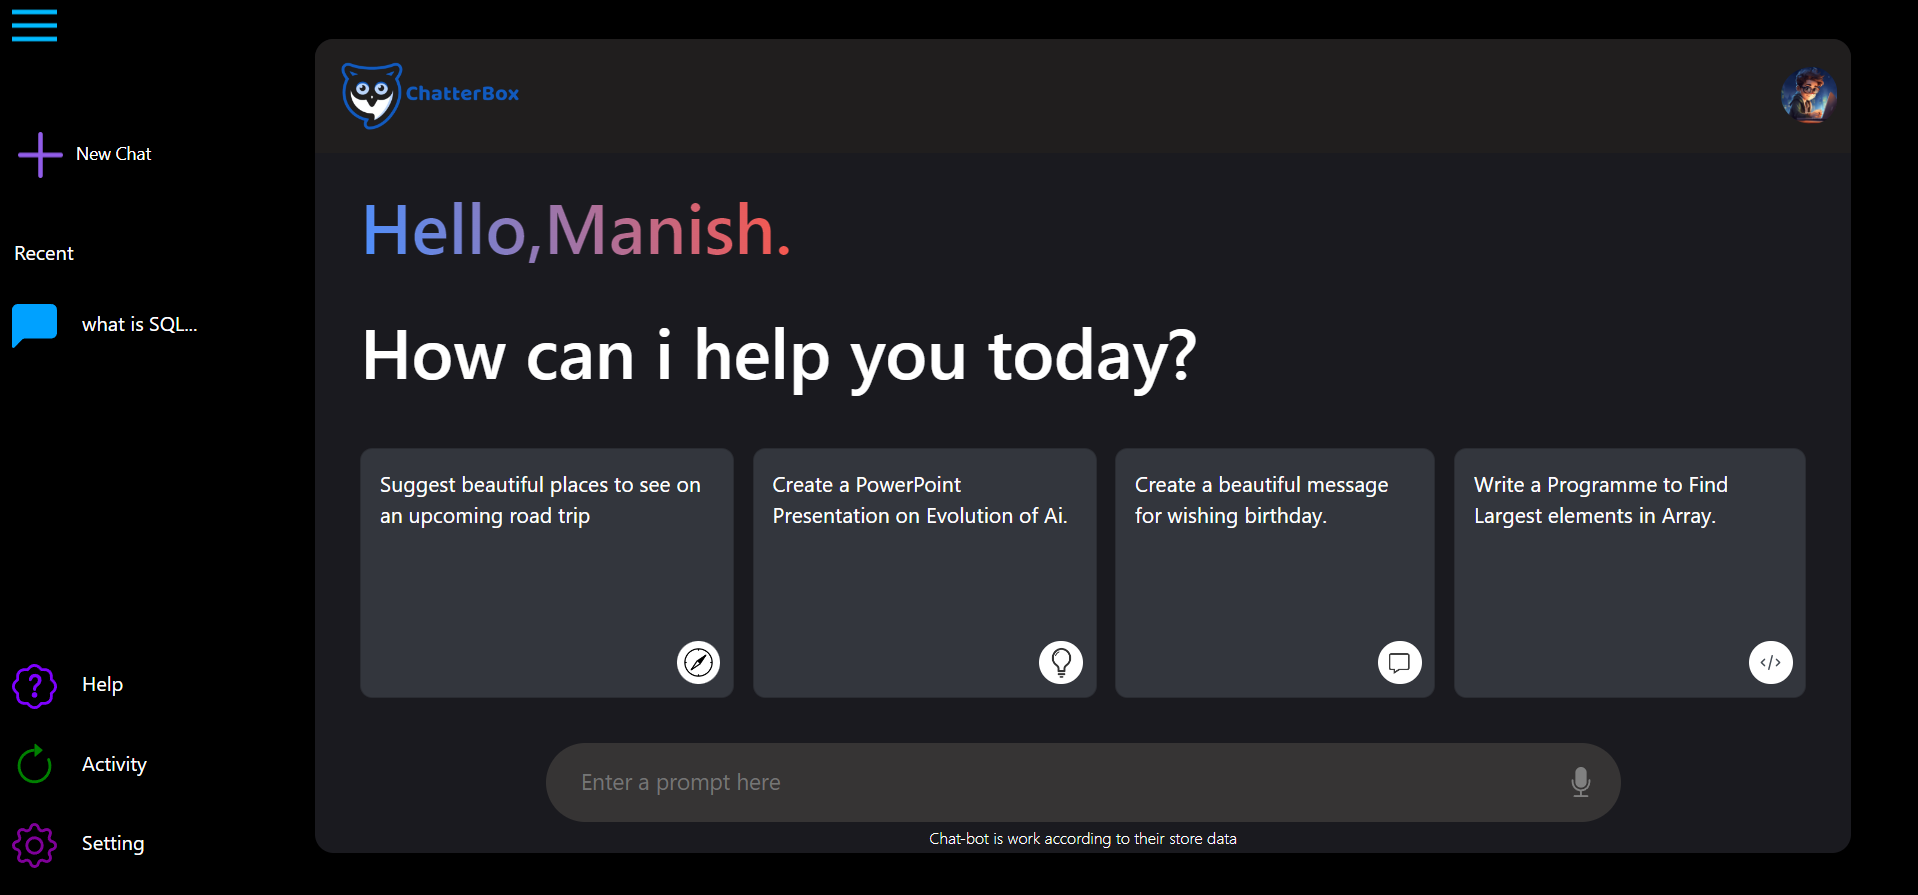 New Chat
Recent
what is SQL...
Help
Activity
Setting
ChatterBox
Hello,Manish.
How can i help you today?
Suggest beautiful places to see on
an upcoming road trip
Create a PowerPoint
Presentation on Evolution of Ai.
Create a beautiful message
for wishing birthday.
Write a Programme to Find
Largest elements in Array.
Enter a prompt here
Chat-bot is work according to their store data